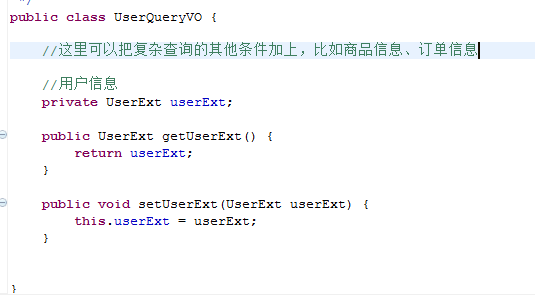 */
public class UserQueryVO {
//这里可以把复杂查询的其他条件加上，比如商品信息、订单信息
//用户信息
private UserExt userExt;
public UserExt getUserExt() {
return userExt;
}
public void setUserExt(UserExt userExt) {
this.userExt = userExt;
}
}